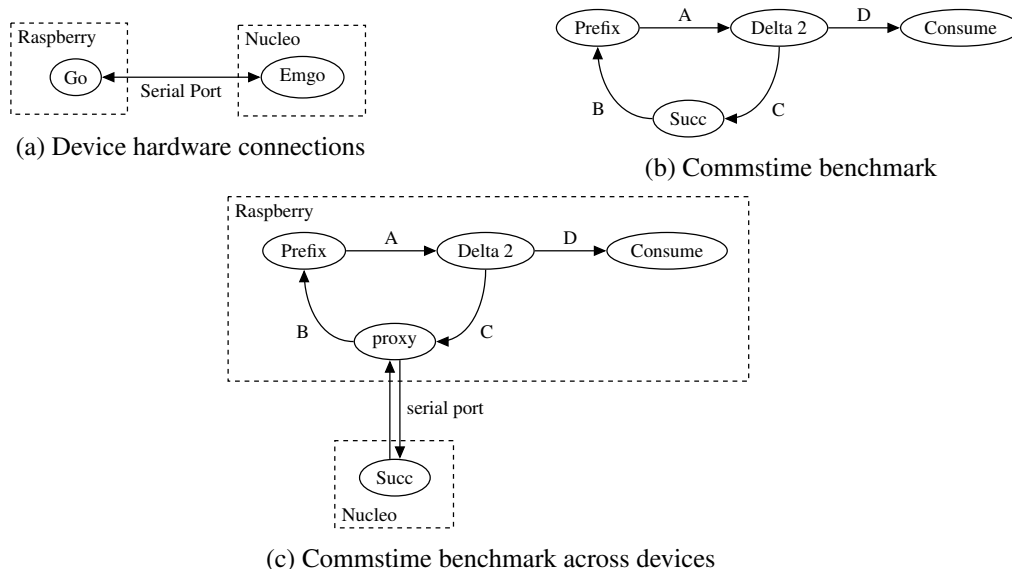 Raspberry
Go
Serial Port
Nucleo
Emgo
(a) Device hardware connections
Prefix
A
Delta 2
D
Consume
B
Succ
C
(b) Commstime benchmark
Raspberry
Prefix
A
Delta 2
D
Consume
B
proxy
C
serial port
Succ
Nucleo
(c) Commstime benchmark across devices